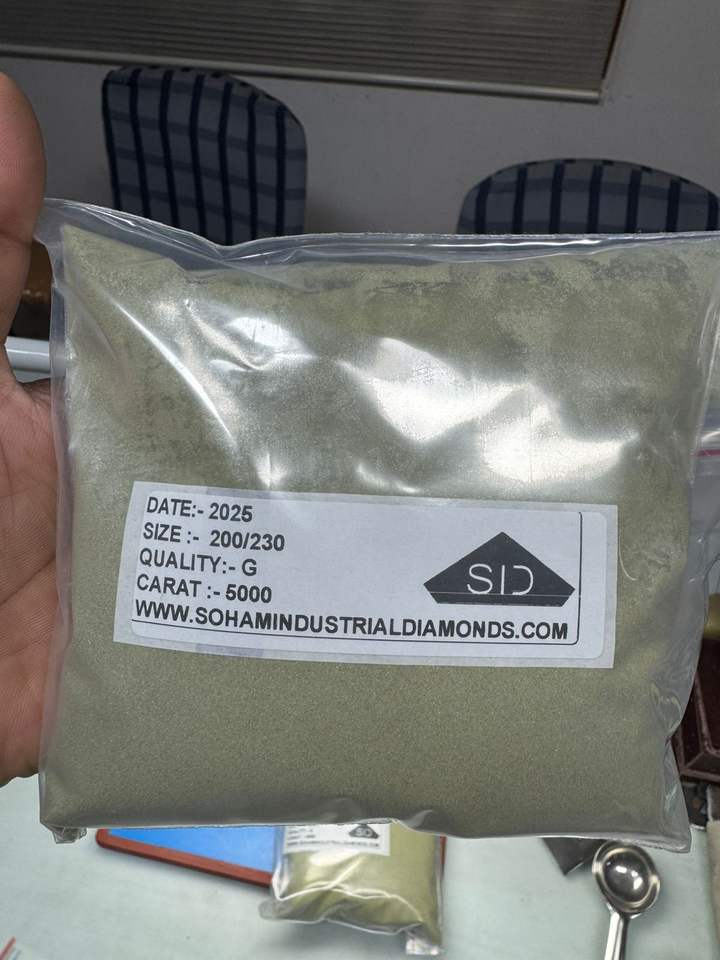 DATE:- 2025
SIZE :- 200/230
QUALITY:- G
CARAT :- 5000
WWW.SOHAMINDUSTRIALDIAMONDS.COM
SID